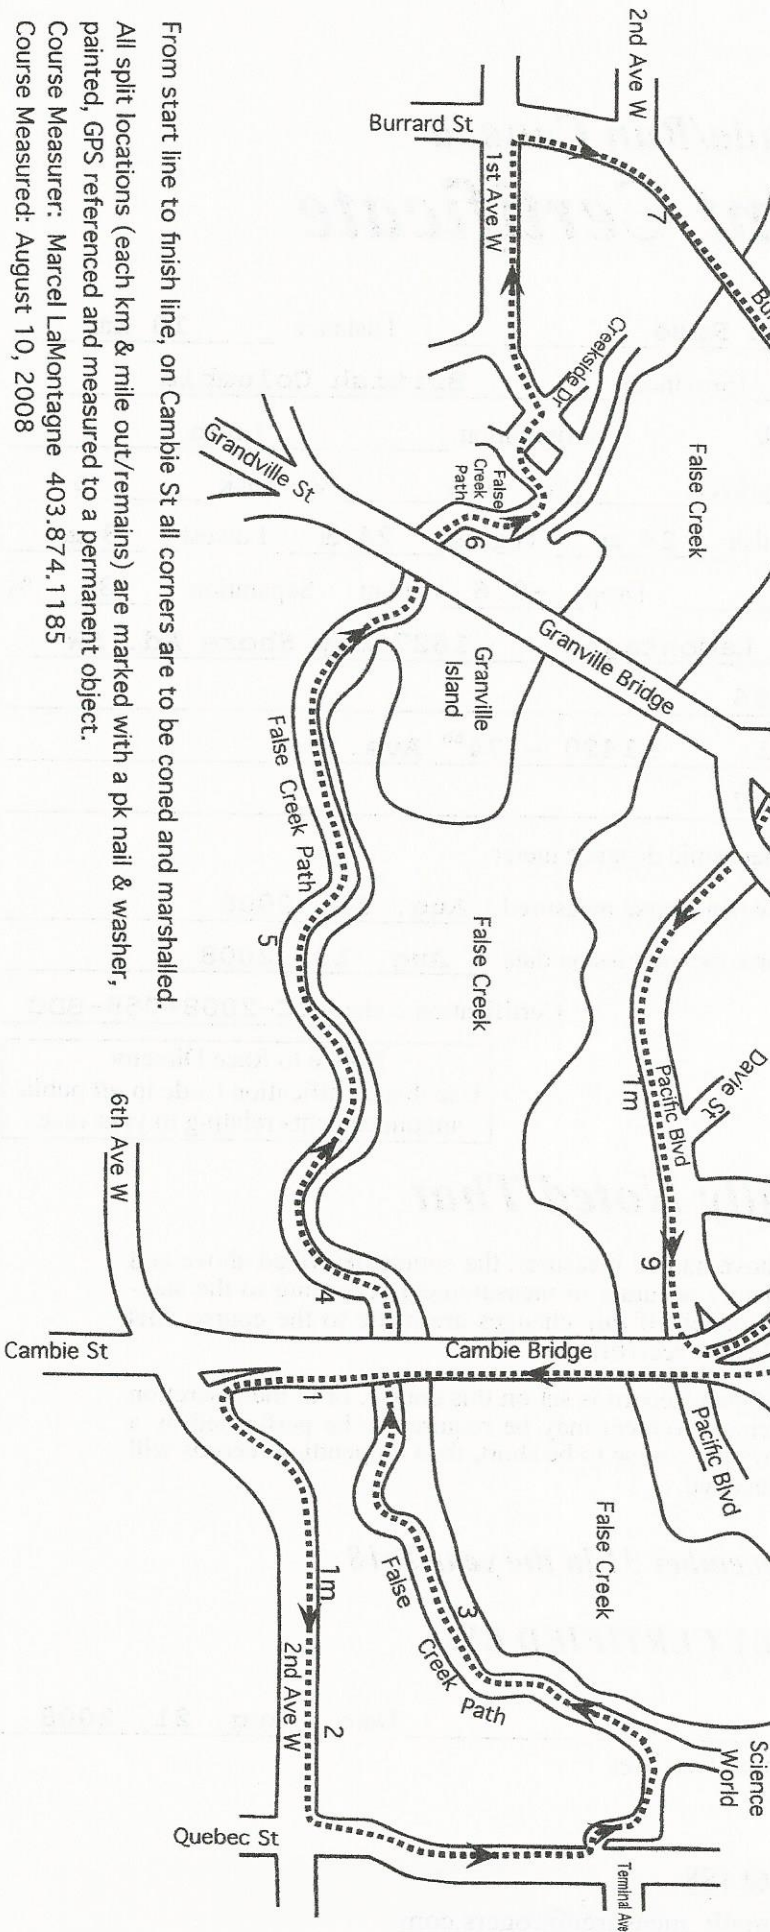 2nd Ave W
Burrard St
1st Ave W
7
Creekside Dr
False Creek
False
Creek
Path
6
Grandville St
Granville Bridge
Granville
Island
False Creek Path
5
False Creek
Davie St
1m
Pacific Blvd
9
4
6th Ave W
Cambie St
Cambie Bridge
Pacific Blvd
1
1m
2nd Ave W
2
False Creek
3
False
Creek Path
Science
World
Quebec St
Terminal Ave
From start line to finish line, on Cambie St all corners are to be coned and marshalled.
All split locations (each km & mile out/remains) are marked with a pk nail & washer,
painted, GPS referenced and measured to a permanent object.
Course Measurer: Marcel LaMontagne 403.874.1185
Course Measured: August 10, 2008